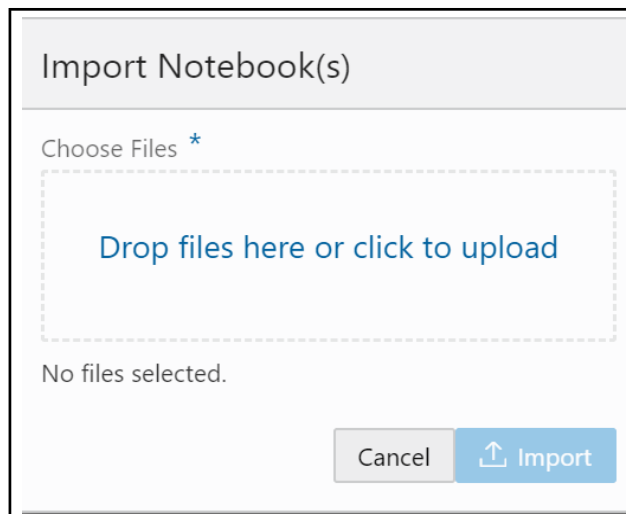 Import Notebook(s)
Choose Files *
Drop files here or click to upload
No files selected.
Cancel
Import